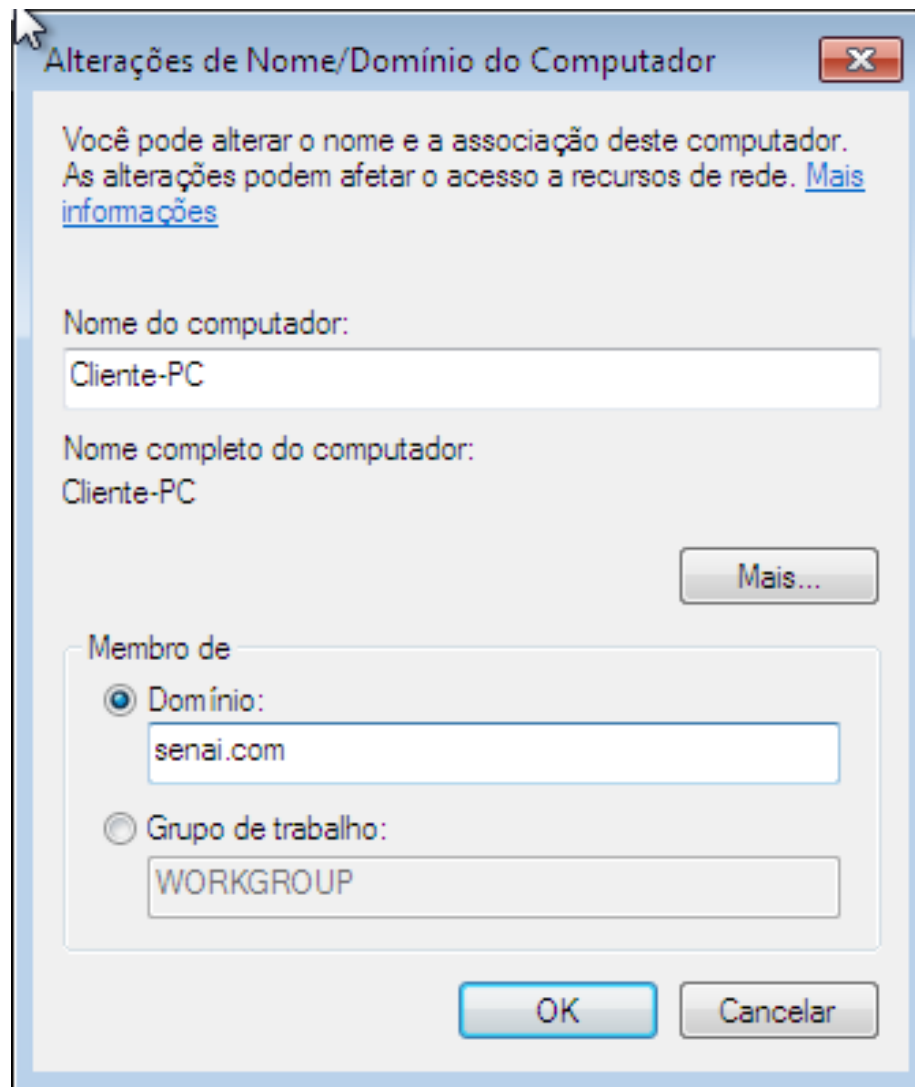 Alterações de Nome/Domínio do Computador
Você pode alterar o nome e a associação deste computador.
As alterações podem afetar o acesso a recursos de rede. Mais
informações
Nome do computador:
Cliente-PC
Nome completo do computador:
Cliente-PC
Mais...
Membro de
Domínio:
senai.com
Grupo de trabalho:
WORKGROUP
OK Cancelar